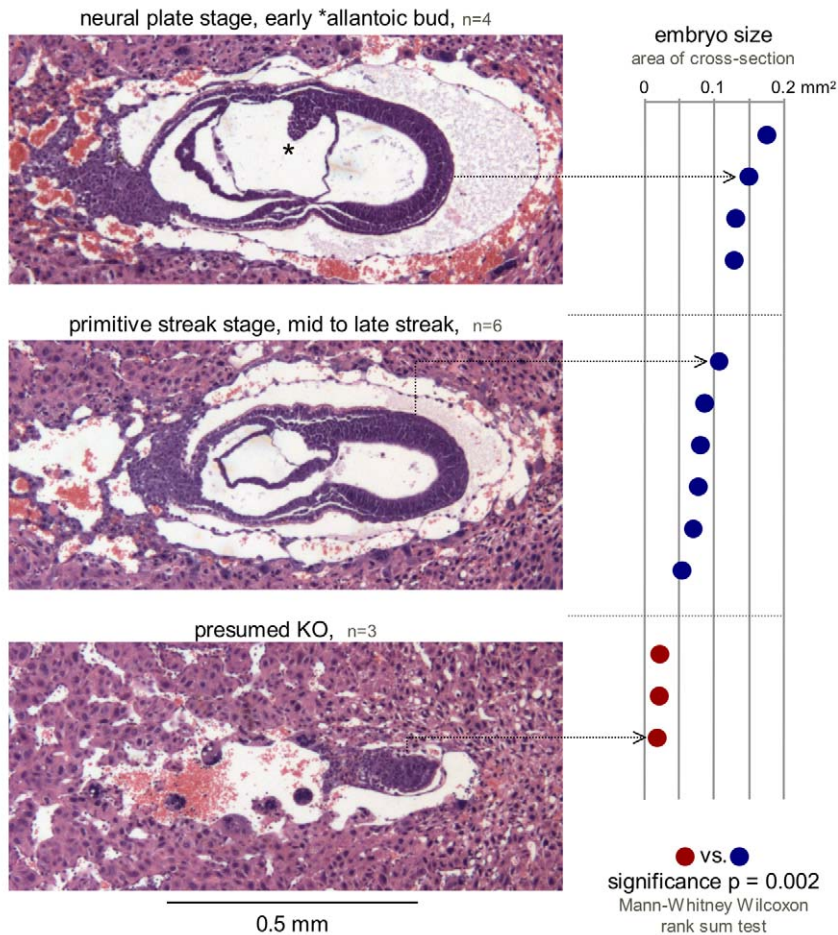 neural plate stage, early *allantoic bud, n=4
*
primitive streak stage, mid to late streak, n=6
presumed KO, n=3
0.5 mm
embryo size
area of cross-section
0 0.1 0.2 mm²
vs.
significance p = 0.002
Mann-Whitney Wilcoxon
rank sum test